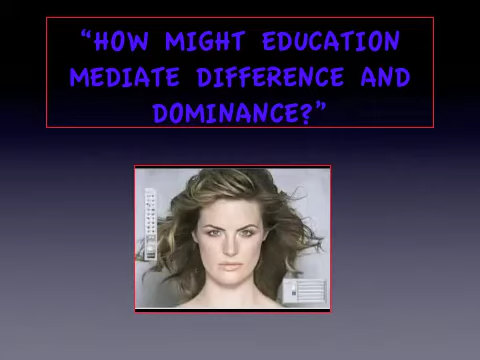 “HOW MIGHT EDUCATION
MEDIATE DIFFERENCE AND
DOMINANCE?”